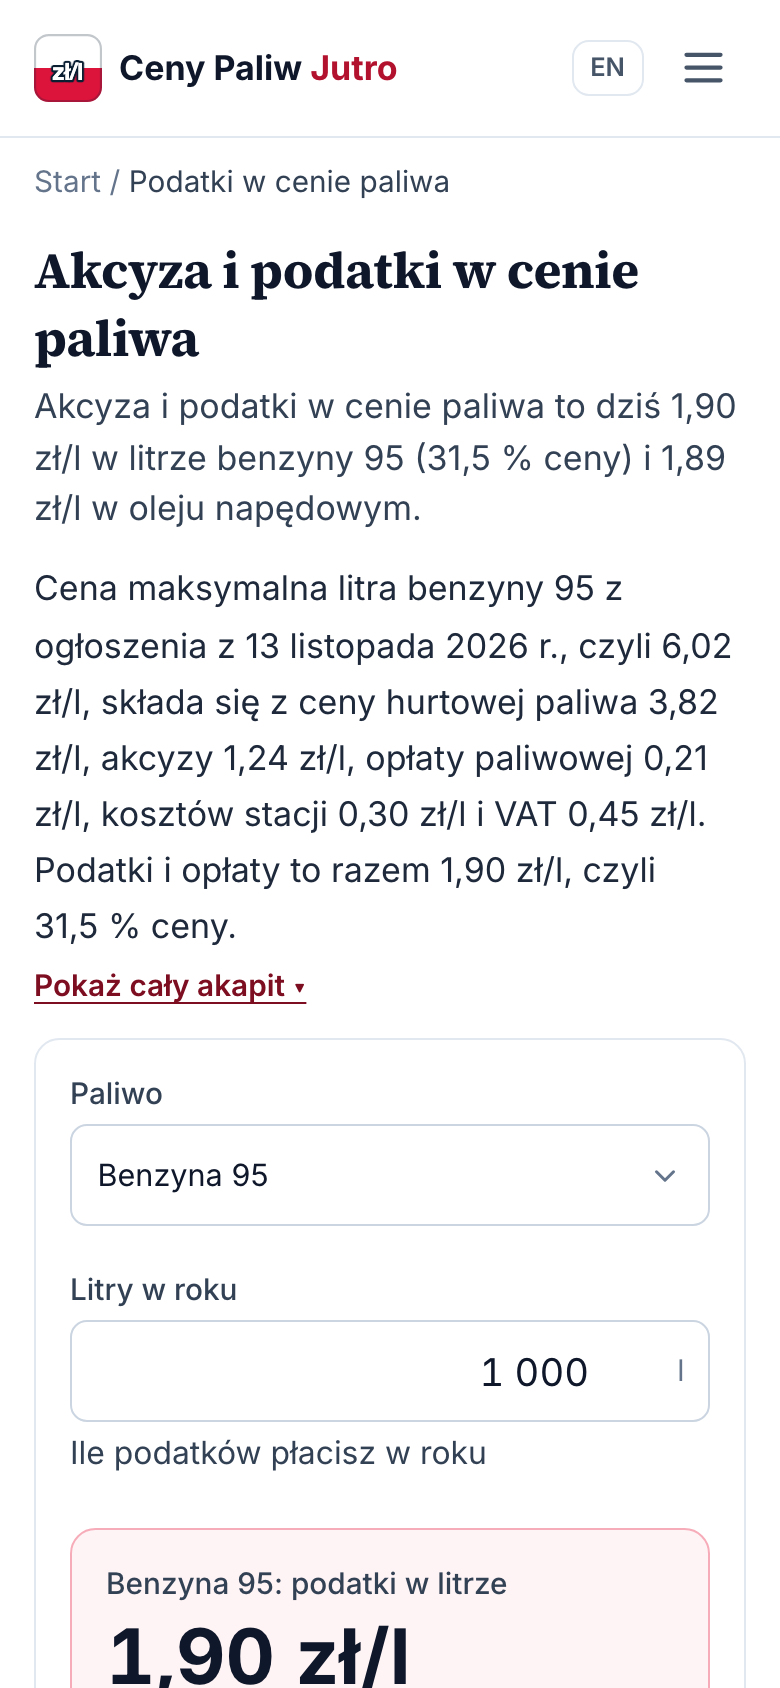 zł/l
Ceny Paliw Jutro
EN
Start / Podatki w cenie paliwa
Akcyza i podatki w cenie
paliwa
Akcyza i podatki w cenie paliwa to dziś 1,90
zł/l w litrze benzyny 95 (31,5 % ceny) i 1,89
zł/l w oleju napędowym.
Cena maksymalna litra benzyny 95 z
ogłoszenia z 13 listopada 2026 r., czyli 6,02
zł/l, składa się z ceny hurtowej paliwa 3,82
zł/l, akcyzy 1,24 zł/l, opłaty paliwowej 0,21
zł/l, kosztów stacji 0,30 zł/l i VAT 0,45 zł/l.
Podatki i opłaty to razem 1,90 zł/l, czyli
31,5 % ceny.
Pokaż cały akapit ▾
Paliwo
Benzyna 95
Litry w roku
1 000 l
Ile podatków płacisz w roku
Benzyna 95: podatki w litrze
1,90 zł/l